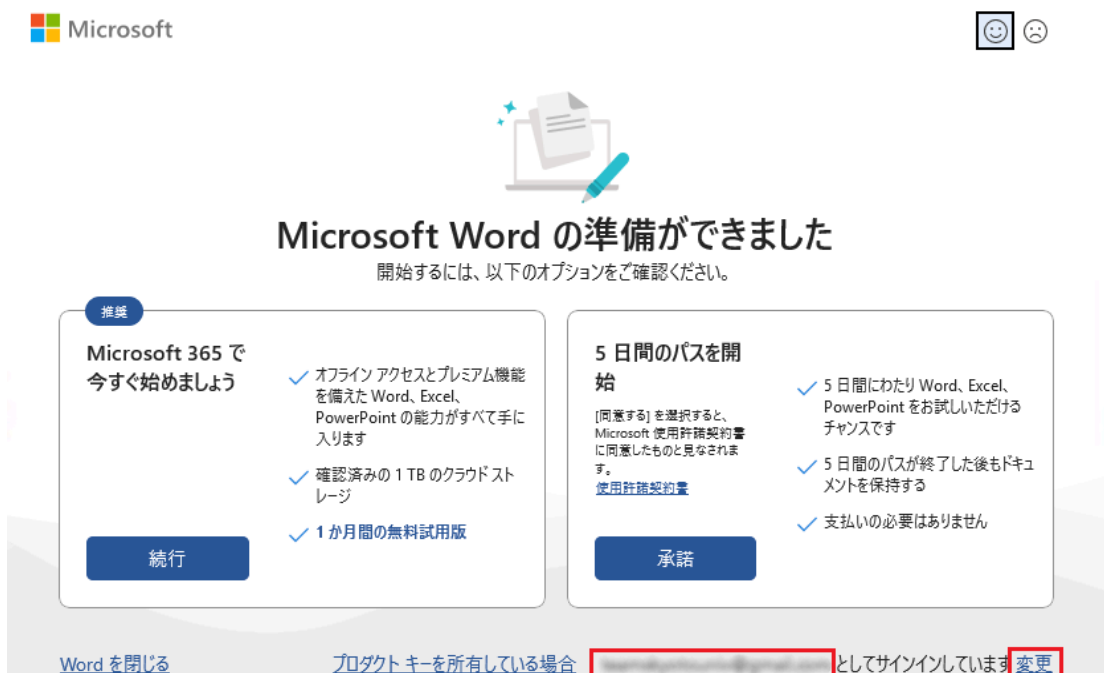 Microsoft
Microsoft Word の準備ができました
開始するには、以下のオプションをご確認ください。
推奨
Microsoft 365 で
今すぐ始めましょう
オフライン アクセスとプレミアム機能
を備えた Word、Excel、
PowerPoint の能力がすべて手に
入ります
確認済みの 1 TB のクラウド スト
レージ
1 か月間の無料試用版
続行
5 日間のパスを開
始
[同意する] を選択すると、
Microsoft 使用許諾契約書
に同意したものと見なされま
す。
使用許諾契約書
5 日間にわたり Word、Excel、
PowerPoint をお試しいただける
チャンスです
5 日間のパスが終了した後もドキュ
メントを保持する
支払いの必要はありません
承諾
Word を閉じる
プロダクト キーを所有している場合
としてサインインしています 変更